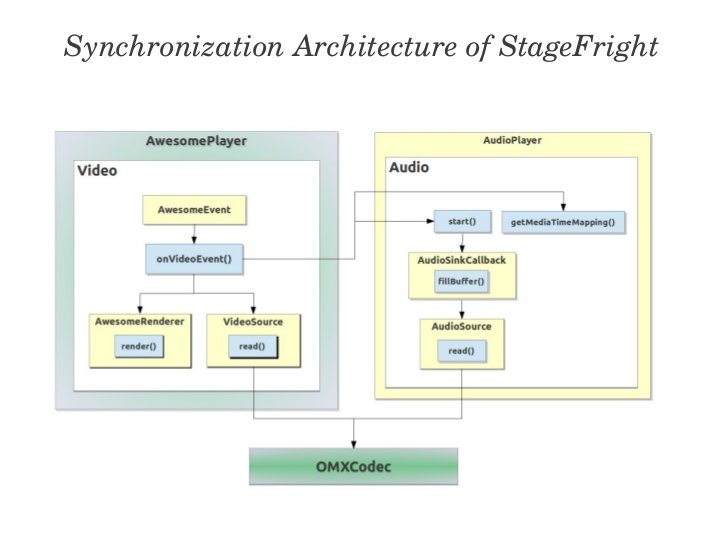 Synchronization Architecture of StageFright
AwesomePlayer
Video
AwesomeEvent
onVideoEvent()
AwesomeRenderer
render()
VideoSource
read()
AudioPlayer
Audio
start()
getMediaTimeMapping()
AudioSinkCallback
fillBuffer()
AudioSource
read()
OMXCodec